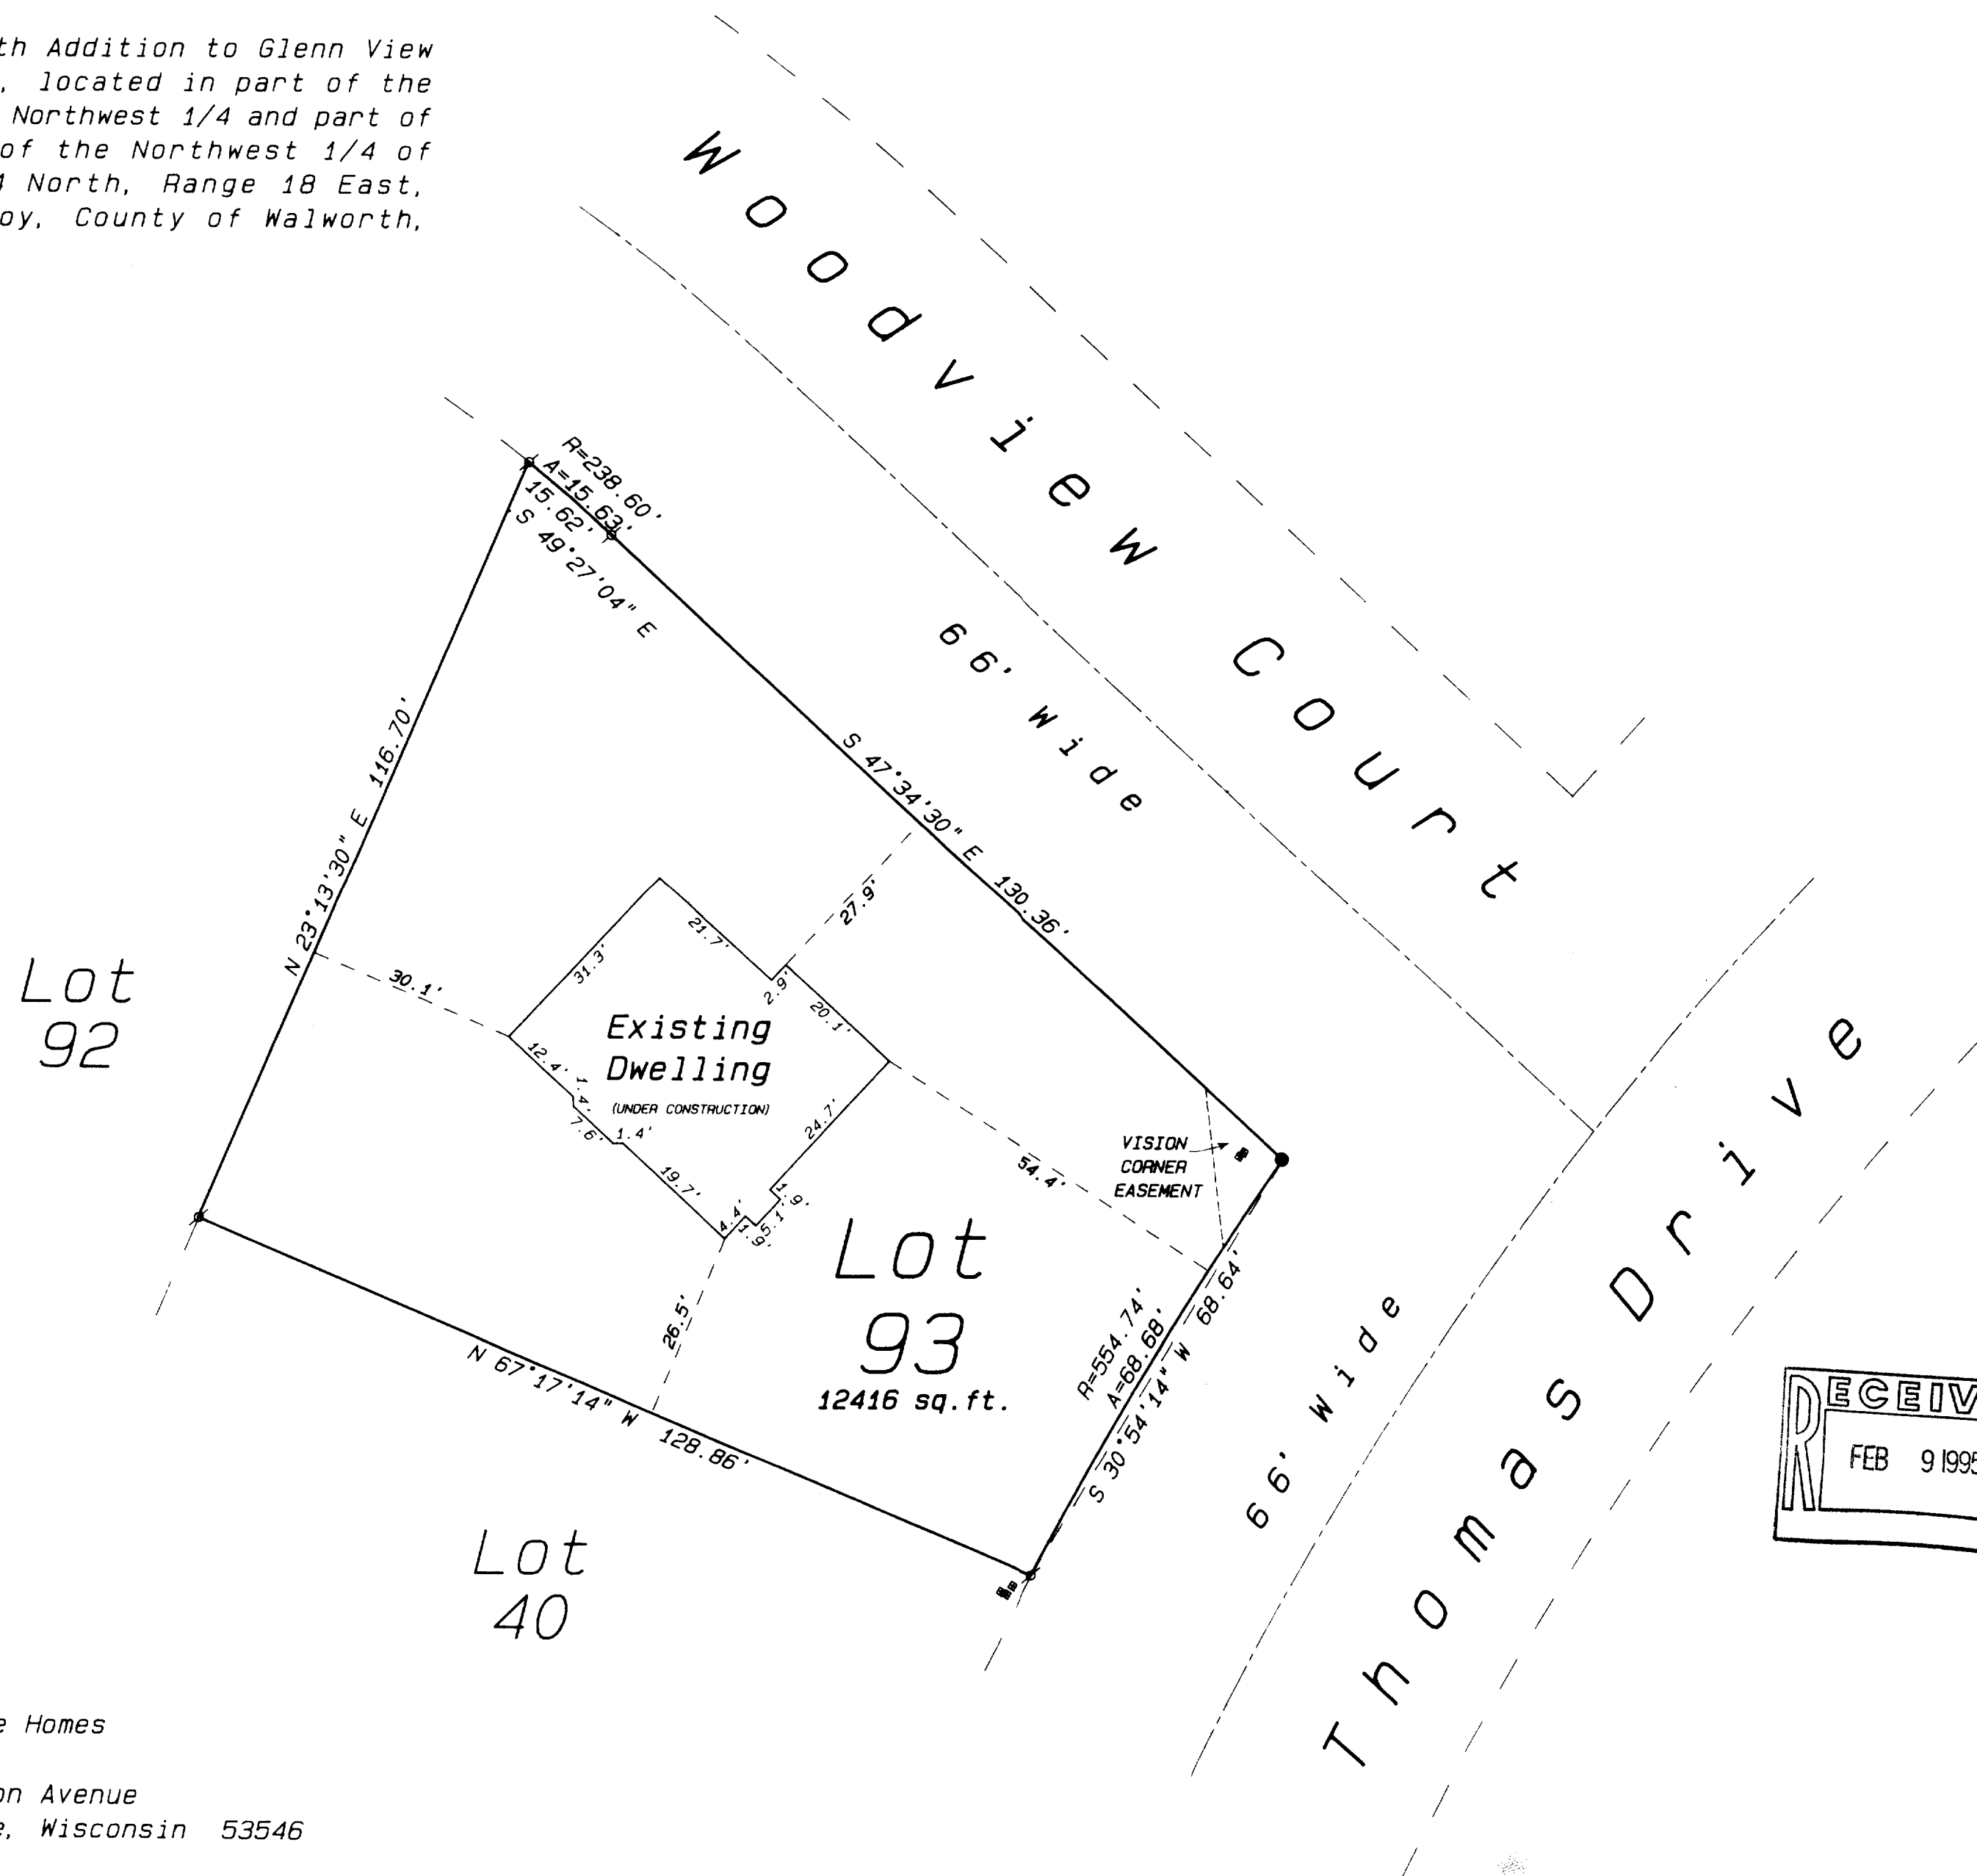 th Addition to Glenn View
, located in part of the
Northwest 1/4 and part of
of the Northwest 1/4 of
North, Range 18 East,
oy, County of Walworth,
Woodview Court
66' Wide
R=238.60'
A=15.63'
15.62'
S 49°27'04" E
N 23°13'30" E 116.70'
S 47°34'30" E 130.36'
27.9'
21.7'
31.3'
2.9'
20.1'
30.1'
Existing
Dwelling
(UNDER CONSTRUCTION)
12.4'
1.4'
7.6'
1.4'
24.7'
19.7'
4.4'
1.9'
5.1'
1.9'
54.4'
26.5'
VISION
CORNER
EASEMENT
Lot
92
Lot
93
12416 sq.ft.
R=554.74'
A=68.68'
S 30°54'14" W 68.64'
N 67°17'14" W 128.86'
Lot
40
66' Wide
Thomas Drive
RECEIV
FEB 9 1995
e Homes
on Avenue
e, Wisconsin 53546